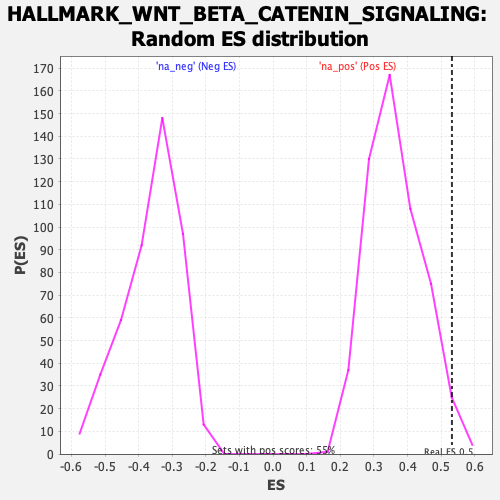 HALLMARK_WNT_BETA_CATENIN_SIGNALING:
Random ES distribution
'na_neg' (Neg ES) 'na_pos' (Pos ES)
170
160
150
140
130
120
110
100
90
80
70
60
50
40
30
20
10
0
P(ES)
Sets with pos scores: 55%
Real ES 0.5
-0.6 -0.5 -0.4 -0.3 -0.2 -0.1 0.0 0.1 0.2 0.3 0.4 0.5 0.6
ES